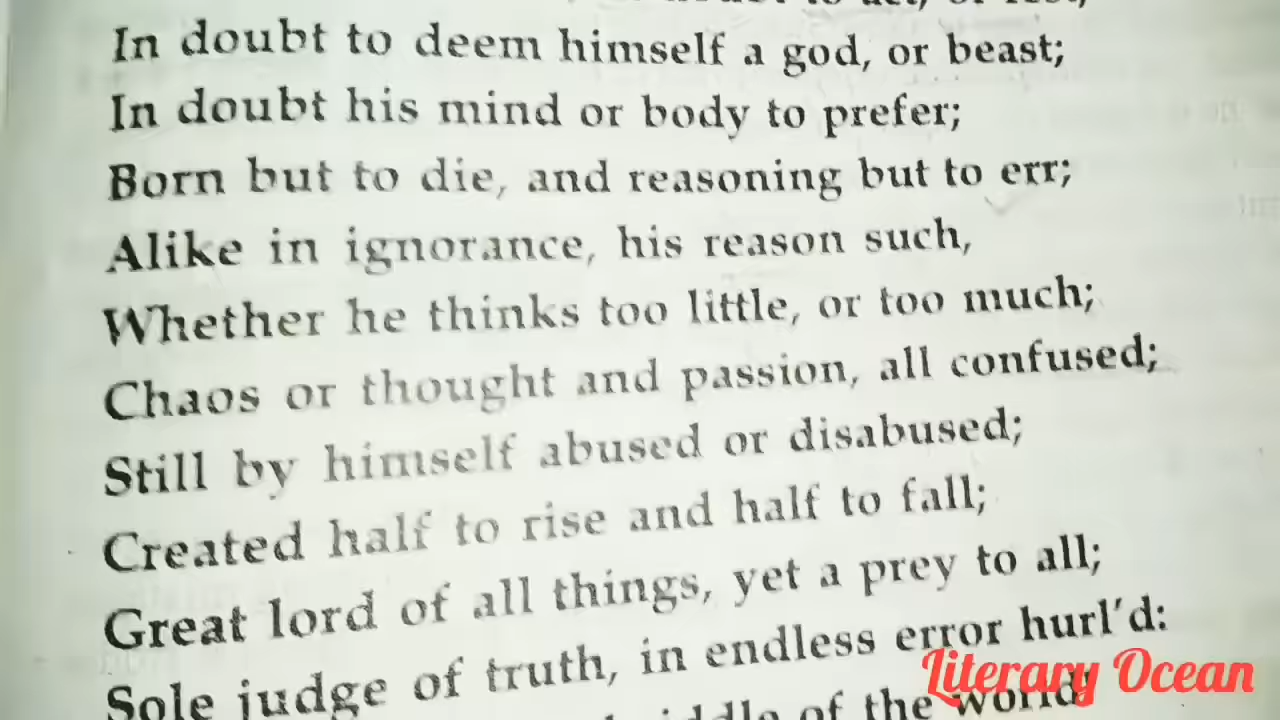 In doubt to deem himself a god, or beast;
In doubt his mind or body to prefer;
Born but to die, and reasoning but to err;
Alike in ignorance, his reason such,
Whether he thinks too little, or too much;
Chaos or thought and passion, all confused;
Still by himself abused or disabused;
Created half to rise and half to fall;
Great lord of all things, yet a prey to all;
Sole judge of truth, in endless error hurl'd:
of the world!
Literary Ocean